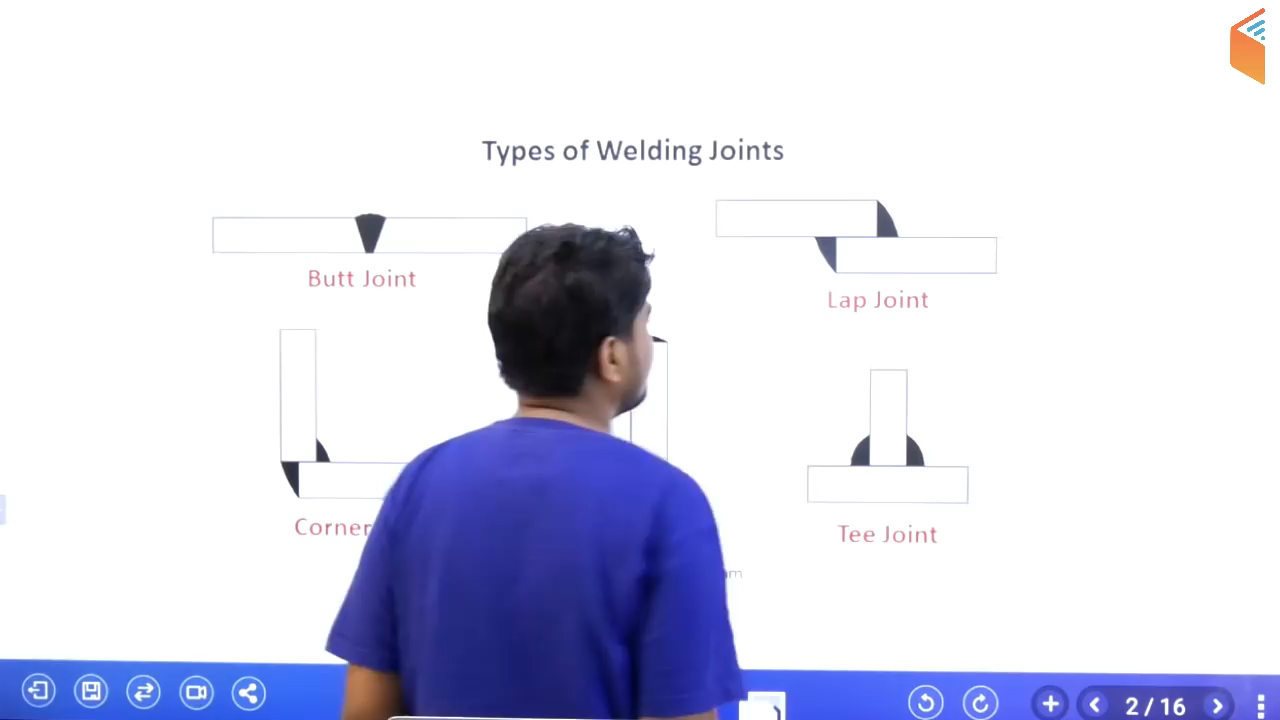 Types of Welding Joints
Butt Joint
Lap Joint
Corner
Tee Joint
2 / 16